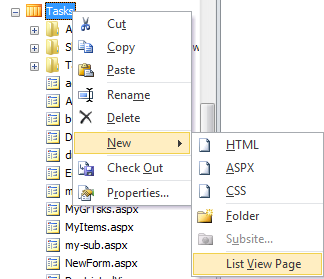 Tasks
Cut
Copy
Paste
Rename
Delete
New
Check Out
Properties...
HTML
ASPX
CSS
Folder
Subsite...
List View Page
MyGrTsks.aspx
MyItems.aspx
my-sub.aspx
NewForm.aspx